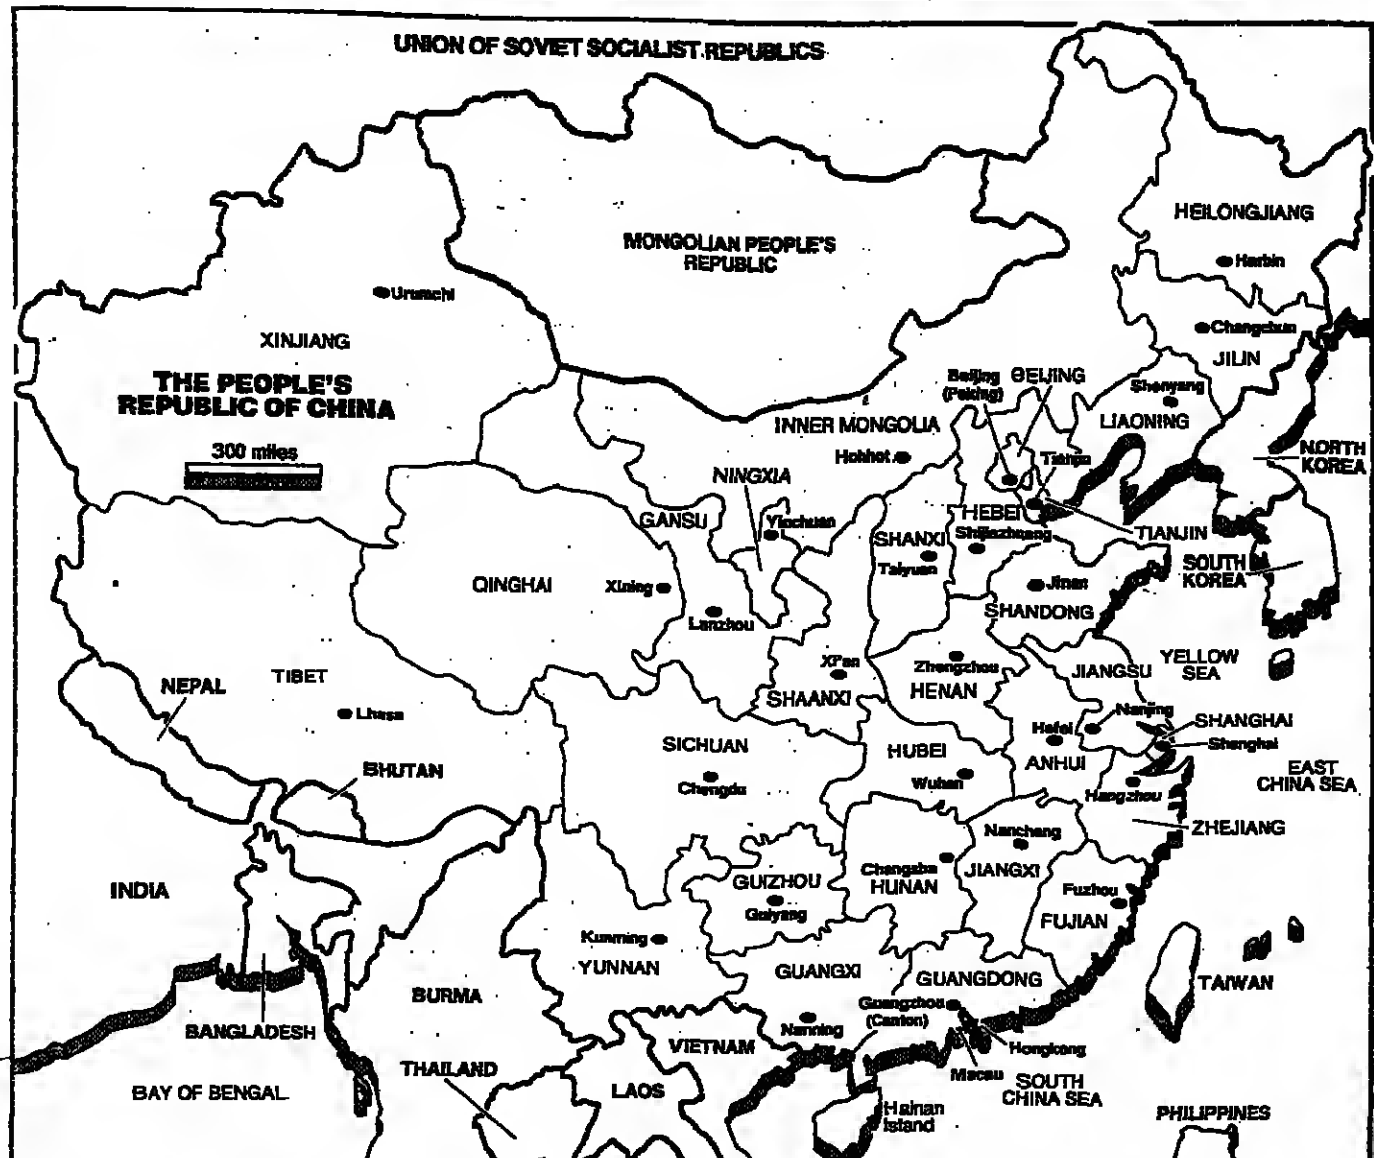 UNION OF SOVIET SOCIALIST REPUBLICS
HEILONGJIANG
MONGOLIAN PEOPLE'S
REPUBLIC
Harbin
Urumchi
Changchun
XINJIANG
JILIN
THE PEOPLE'S
REPUBLIC OF CHINA
Beijing
(Peking)
BEIJING
Shenyang
LIAONING
INNER MONGOLIA
300 miles
Hohhot
Tianjin
NORTH
KOREA
NINGXIA
GANSU
Yinchuan
HEBEI
SHANXI
Shijiazhuang
TIANJIN
Taiyuan
SOUTH
KOREA
QINGHAI
Xining
Jinan
SHANDONG
Lanzhou
Xi'an
Zhengzhou
YELLOW
SEA
JIANGSU
TIBET
NEPAL
SHAANXI
HENAN
Lhasa
Nanjing
SHANGHAI
Hefei
Shanghai
SICHUAN
HUBEI
ANHUI
BHUTAN
EAST
CHINA SEA
Chengdu
Wuhan
Hangzhou
ZHEJIANG
Nanchang
Changsha
HUNAN
JIANGXI
GUIZHOU
Guiyang
Fuzhou
FUJIAN
INDIA
Kunming
YUNNAN
GUANGXI
GUANGDONG
TAIWAN
BURMA
Guangzhou
(Canton)
BANGLADESH
Nanning
VIETNAM
Hongkong
THAILAND
Macau
LAOS
SOUTH
CHINA SEA
BAY OF BENGAL
Hainan
Island
PHILIPPINES